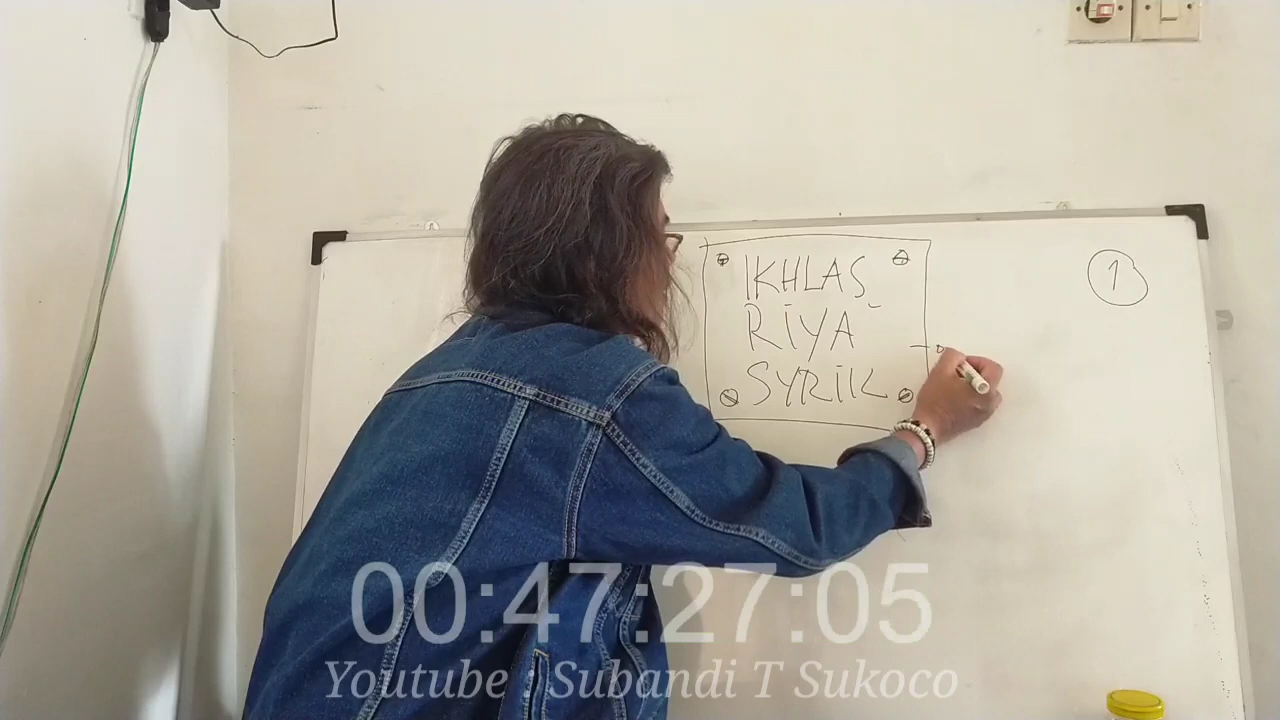 IKHLAS
RiYA
SYRiK
1
00:47:27:05
Youtube : Subandi T Sukoco